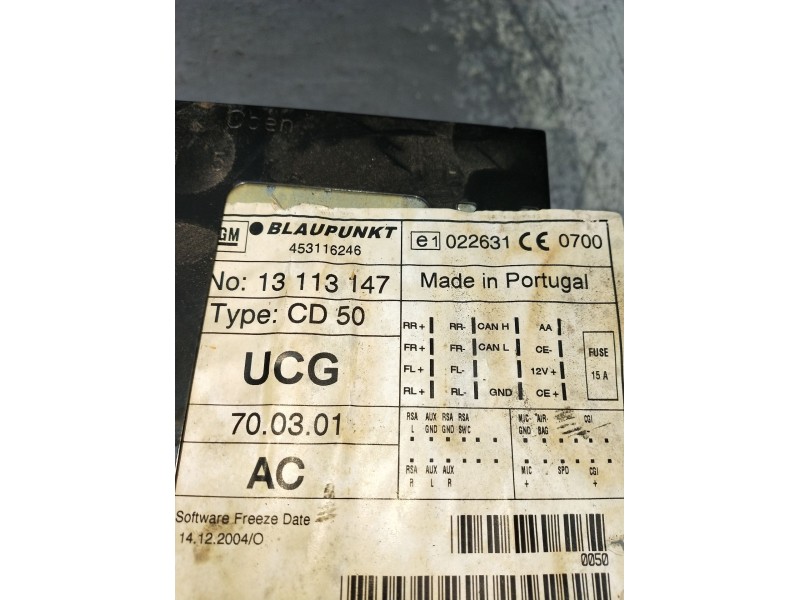 Oben
5
GM BLAUPUNKT
453116246
e1 022631 CE 0700
No: 13 113 147
Made in Portugal
Type: CD 50
UCG
70.03.01
AC
RR+ RR- CAN H AA
FR+ FR- CAN L CE-
FL+ FL- 12V+
RL+ RL- GND CE+
FUSE
15 A
RSA AUX RSA RSA MIC- AIR- CGI
L GND GND SWC GND BAG -
RSA AUX AUX MIC SPD CGI
R L R + +
Software Freeze Date
14.12.2004/O
0050